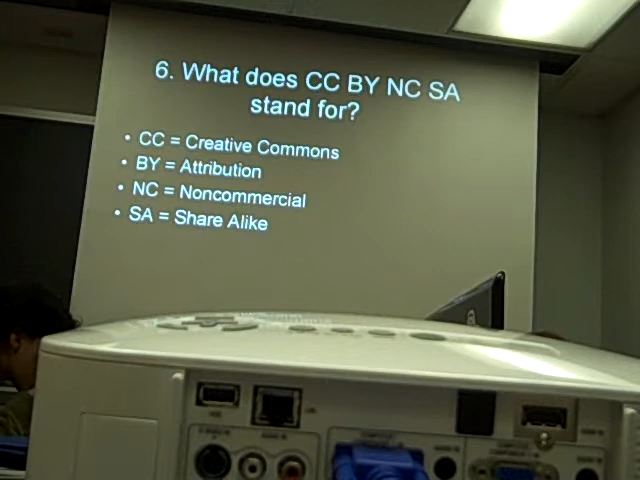 6. What does CC BY NC SA
stand for?
• CC = Creative Commons
• BY = Attribution
• NC = Noncommercial
• SA = Share Alike